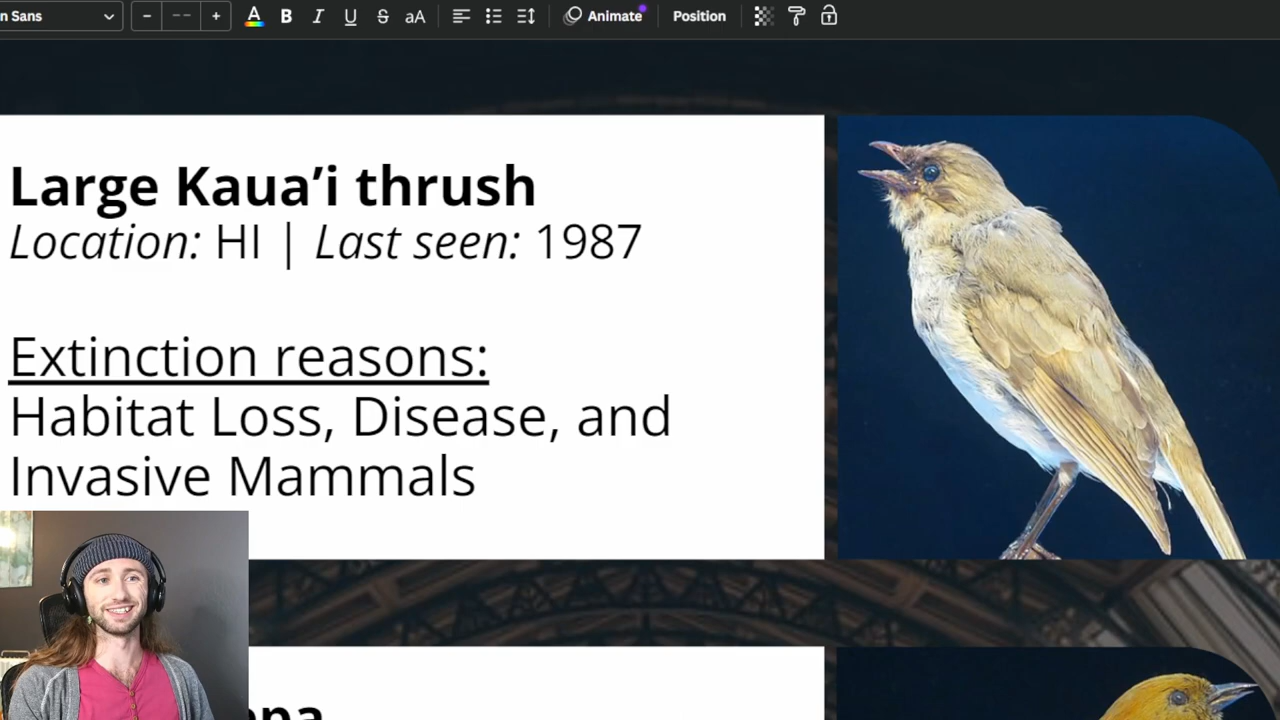 n Sans
B I U S aA Animate Position
Large Kaua’i thrush
Location: HI | Last seen: 1987
Extinction reasons:
Habitat Loss, Disease, and
Invasive Mammals